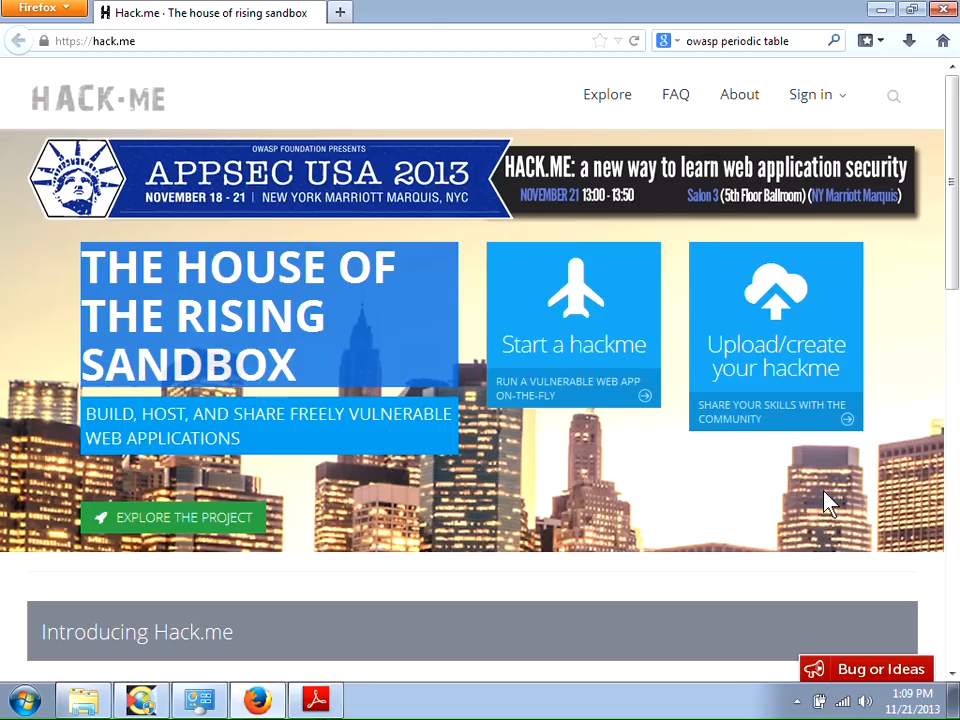 Firefox
Hack.me · The house of rising sandbox
https://hack.me
owasp periodic table
HACK·ME
Explore
FAQ
About
Sign in
OWASP FOUNDATION PRESENTS
APPSEC USA 2013
NOVEMBER 18 - 21 | NEW YORK MARRIOTT MARQUIS, NYC
HACK.ME: a new way to learn web application security
NOVEMBER 21 13:00 - 13:50 Salon 3 (5th Floor Ballroom) (NY Marriott Marquis)
THE HOUSE OF
THE RISING
SANDBOX
BUILD, HOST, AND SHARE FREELY VULNERABLE
WEB APPLICATIONS
EXPLORE THE PROJECT
Start a hackme
RUN A VULNERABLE WEB APP
ON-THE-FLY
Upload/create
your hackme
SHARE YOUR SKILLS WITH THE
COMMUNITY
Introducing Hack.me
Bug or Ideas
1:09 PM
11/21/2013